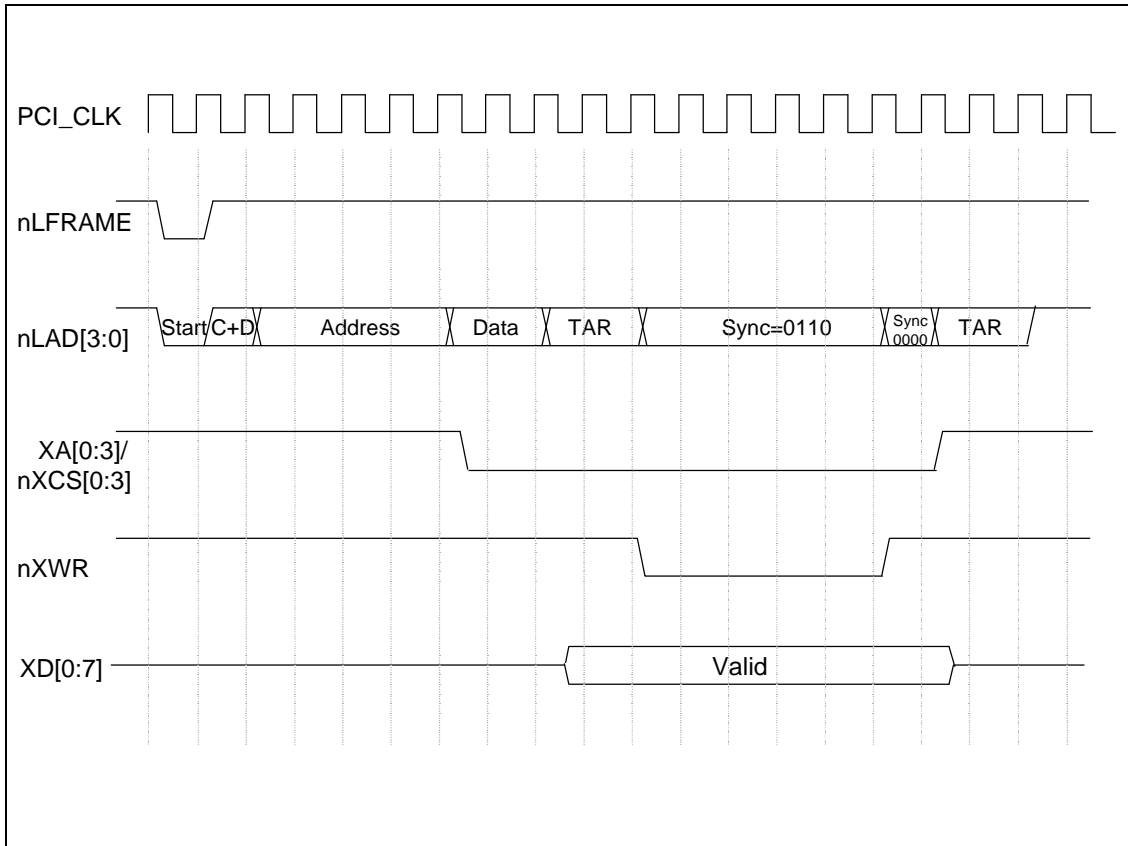 PCI_CLK
nLFRAME
nLAD[3:0]
Start
C+D
Address
Data
TAR
Sync=0110
Sync
0000
TAR
XA[0:3]/
nXCS[0:3]
nXWR
XD[0:7]
Valid